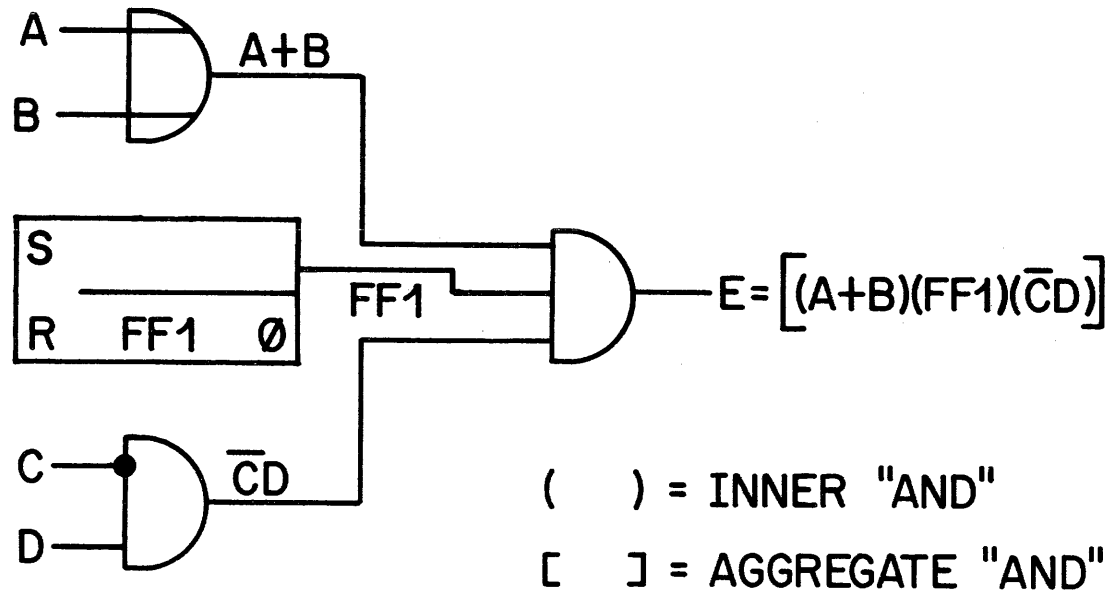 A
A+B
B
S
FF1
R FF1 Ø
E = [(A+B)(FF1)(C̅D)]
C
C̅D
D
( ) = INNER "AND"
[ ] = AGGREGATE "AND"